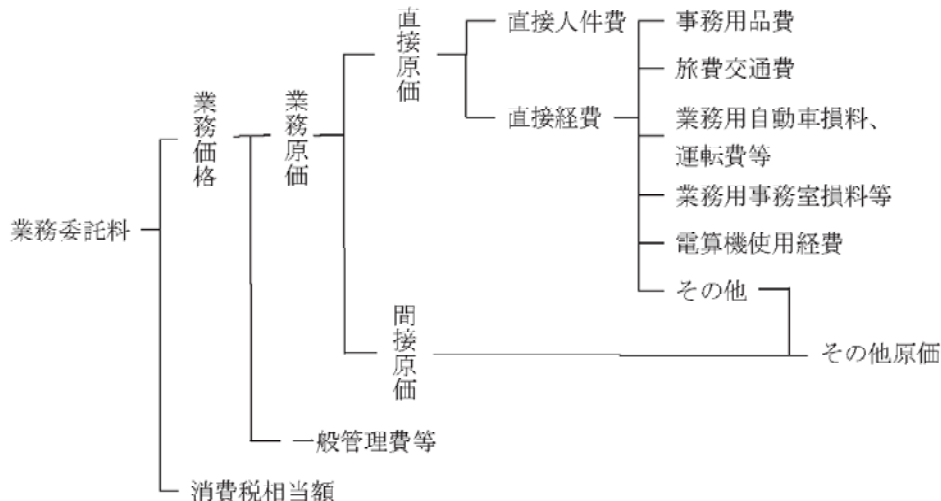 業務委託料
業務価格
消費税相当額
業務原価
一般管理費等
直接原価
間接原価
直接人件費
直接経費
事務用品費
旅費交通費
業務用自動車損料、
運転費等
業務用事務室損料等
電算機使用経費
その他
その他原価